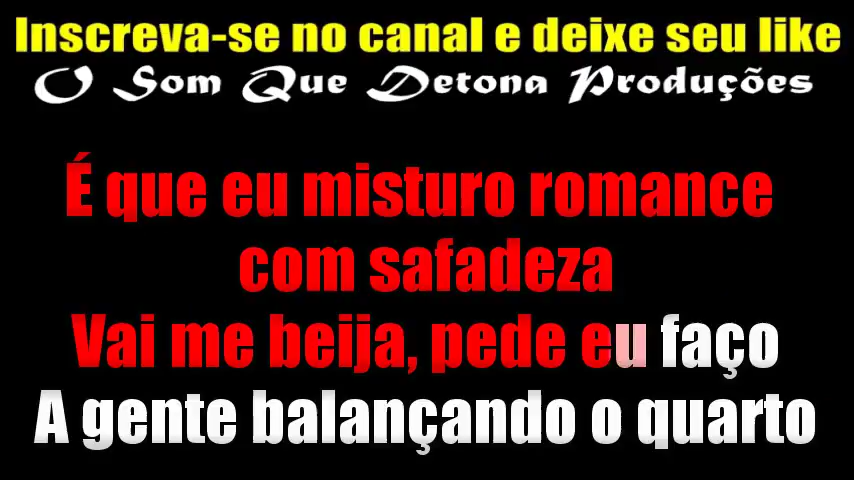 Inscreva-se no canal e deixe seu like
O Som Que Detona Produções
É que eu misturo romance
com safadeza
Vai me beija, pede eu faço
A gente balançando o quarto